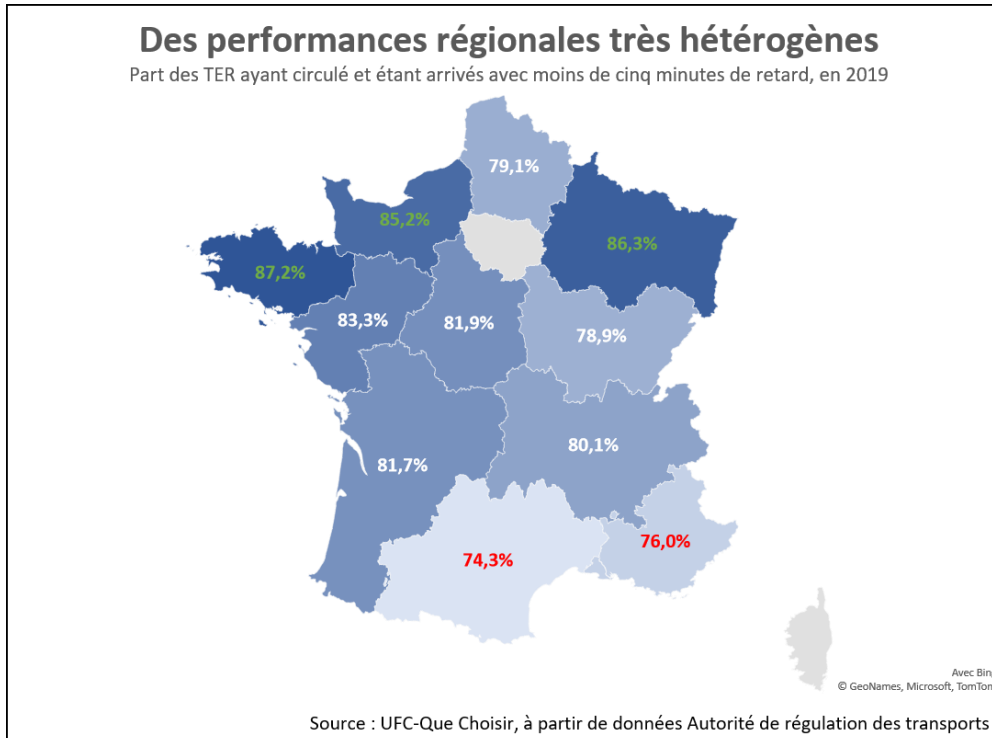 Des performances régionales très hétérogènes
Part des TER ayant circulé et étant arrivés avec moins de cinq minutes de retard, en 2019
79,1%
85,2%
86,3%
87,2%
83,3%
81,9%
78,9%
80,1%
81,7%
76,0%
74,3%
Avec Bing
© GeoNames, Microsoft, TomTom
Source : UFC-Que Choisir, à partir de données Autorité de régulation des transports